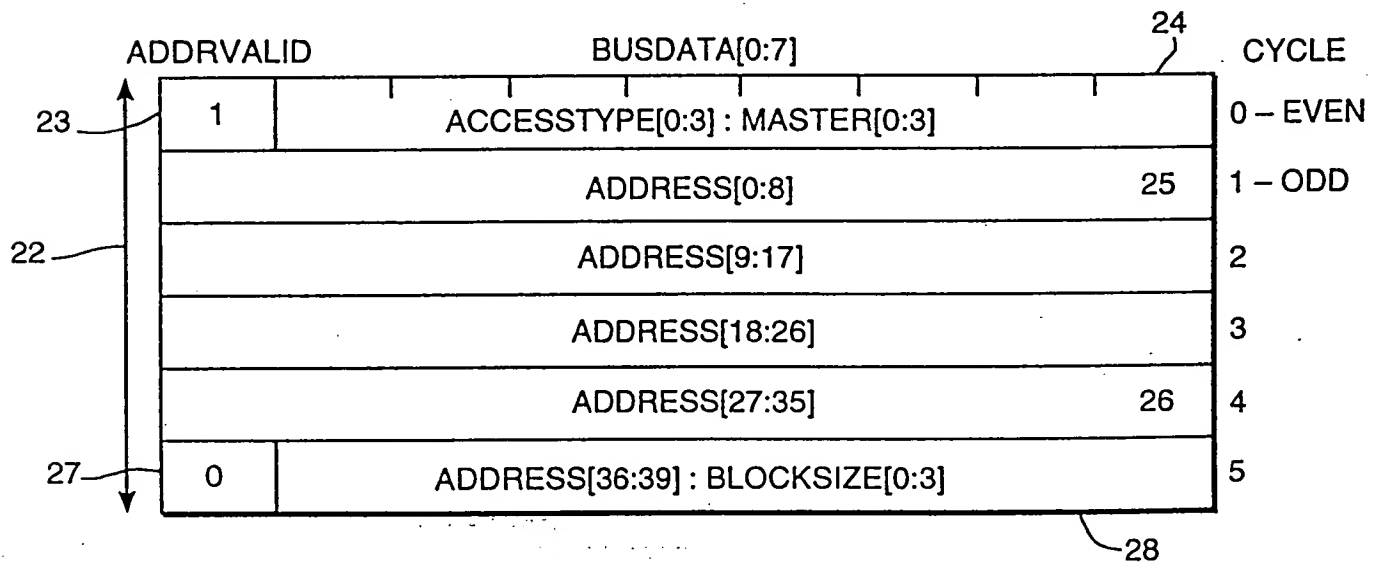 24
ADDRVALID BUSDATA[0:7] CYCLE
23 1 ACCESSTYPE[0:3] : MASTER[0:3] 0 – EVEN
ADDRESS[0:8] 25 1 – ODD
22 ADDRESS[9:17] 2
ADDRESS[18:26] 3
ADDRESS[27:35] 26 4
27 0 ADDRESS[36:39] : BLOCKSIZE[0:3] 5
28